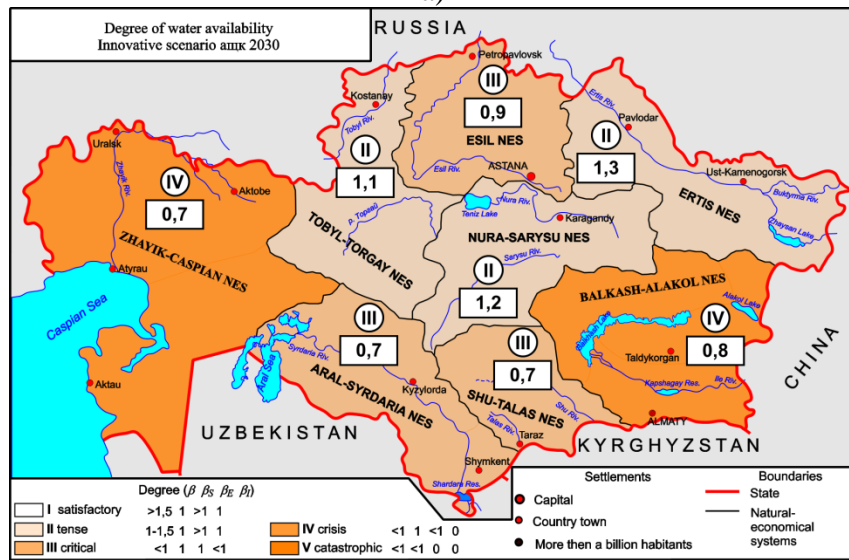 Degree of water availability
Innovative scenario апк 2030
RUSSIA
Petropavlovsk
Kostanay
Tobyl Riv.
III
0,9
ESIL NES
Ertis Riv.
Pavlodar
II
1,3
Uralsk
Zhayik Riv.
Aktobe
IV
0,7
ZHAYIK-CASPIAN NES
II
1,1
Esil Riv.
ASTANA
Ust-Kamenogorsk
Buktyrma Riv.
ERTIS NES
Zhaysan Lake
р. Торғай
TOBYL-TORGAY NES
Teniz Lake
Nura Riv.
Karagandy
NURA-SARYSU NES
Sarysu Riv.
II
1,2
Atyrau
Caspian Sea
Aktau
BALKASH-ALAKOL NES
Alakol Lake
Balkhash Lake
IV
0,8
Taldykorgan
Kapshagay Res.
Ile Riv.
ALMATY
CHINA
III
0,7
Syrdaria Riv.
Aral Sea
Kyzylorda
ARAL-SYRDARIA NES
III
0,7
SHU-TALAS NES
Shu Riv.
Talas Riv.
Taraz
Shymkent
Shardara Res.
UZBEKISTAN
KYRGHYZSTAN
Degree (β βS βE βI)
I satisfactory >1,5 1 >1 1
II tense 1-1,5 1 >1 1
III critical <1 1 1 <1
IV crisis <1 1 <1 0
V catastrophic <1 <1 0 0
Settlements
Capital
Country town
More then a billion habitants
Boundaries
State
Natural-
economical
systems